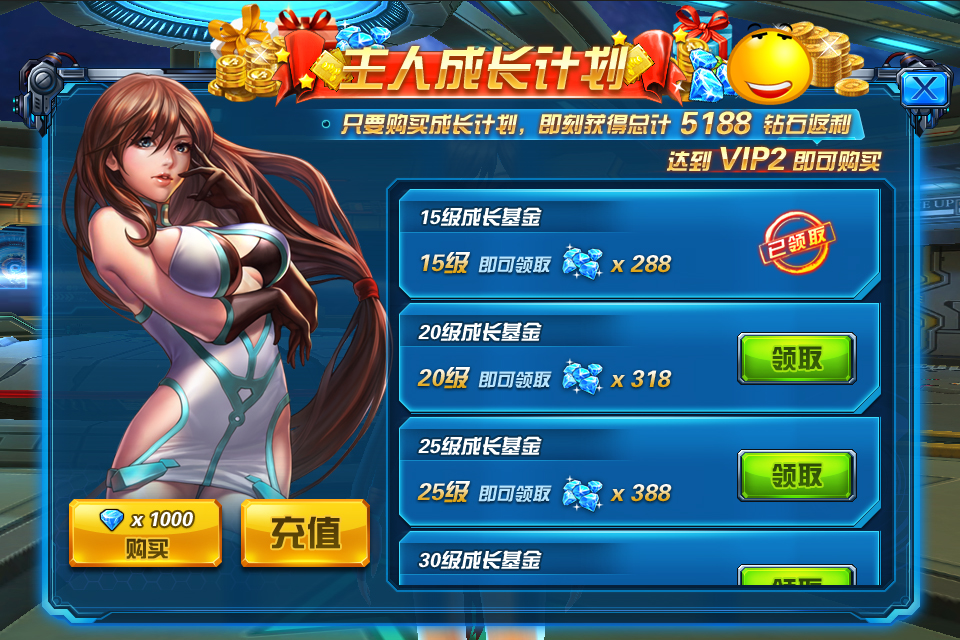 主人成长计划
只要购买成长计划，即刻获得总计 5188 钻石返利
达到 VIP2 即可购买
15级成长基金
15级 即可领取 x 288
已领取
20级成长基金
20级 即可领取 x 318
领取
25级成长基金
25级 即可领取 x 388
领取
30级成长基金
领取
x 1000
购买
充值